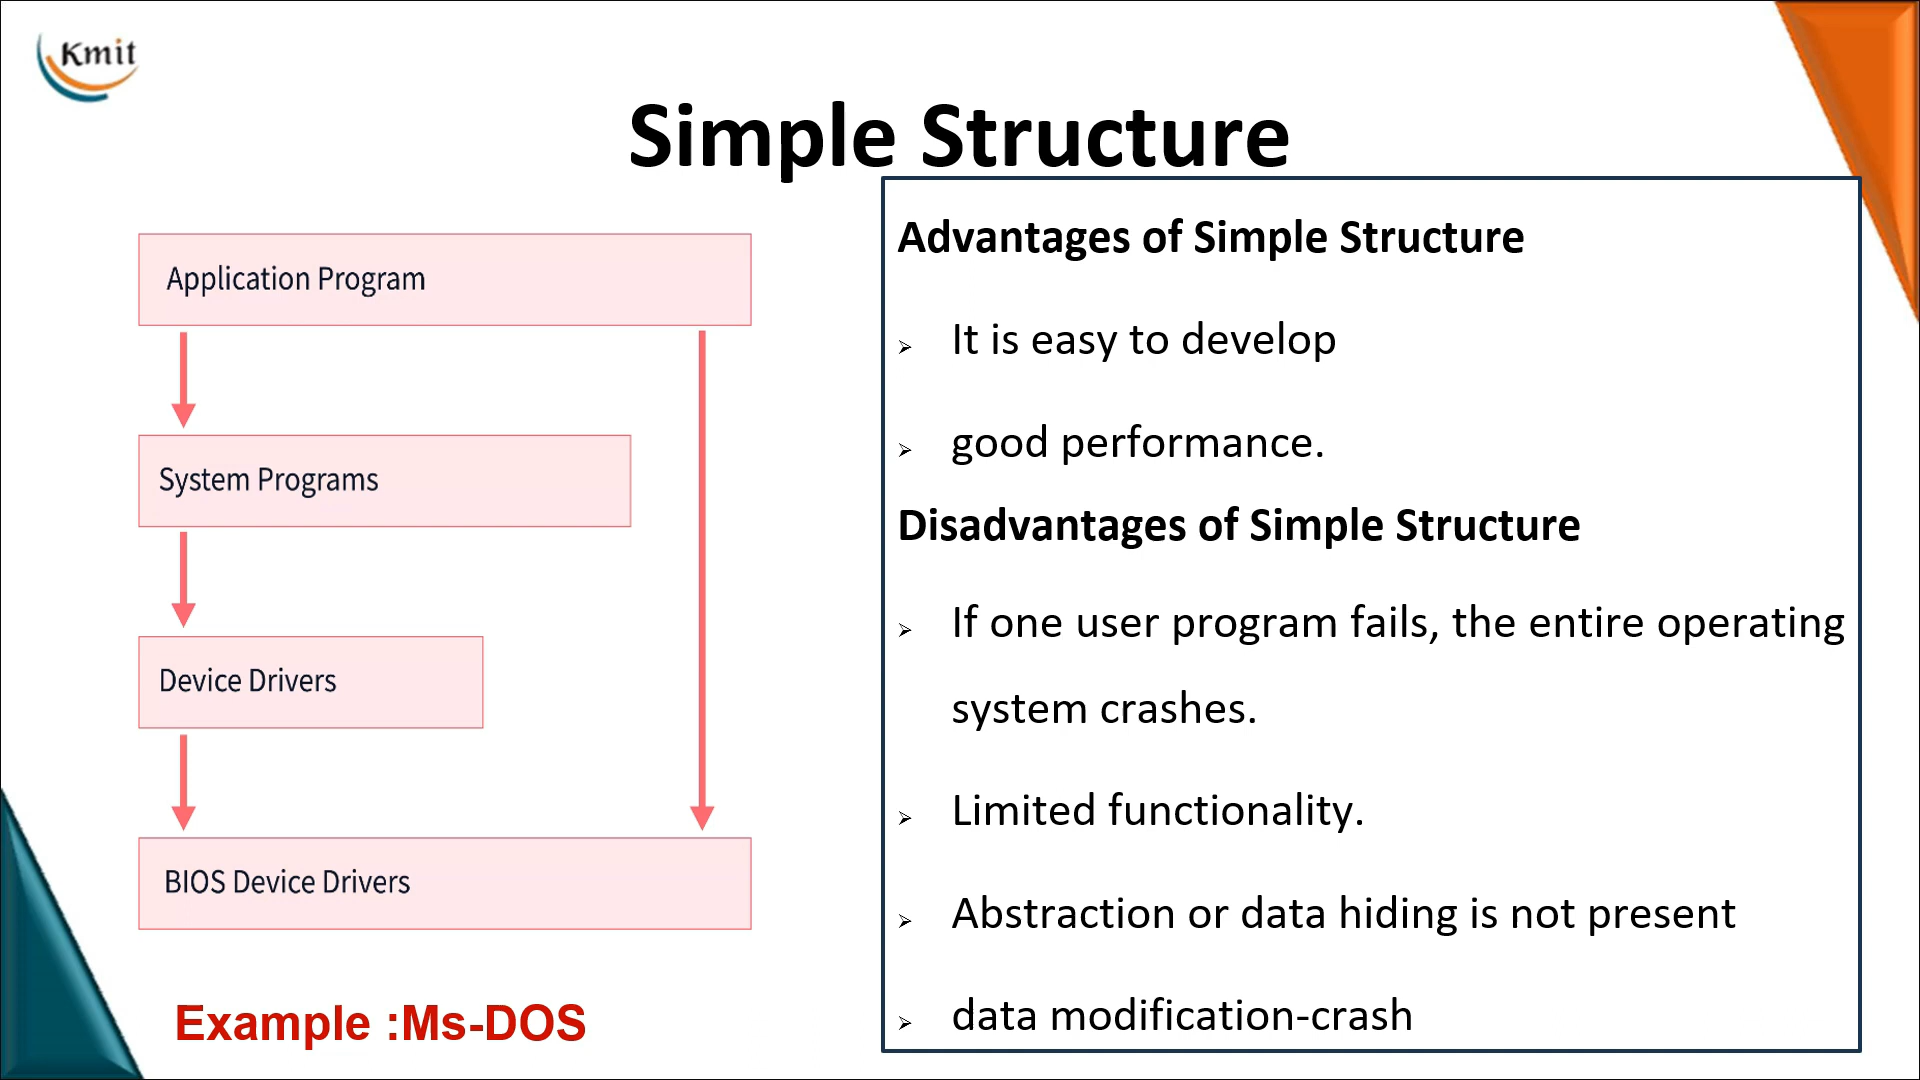 Kmit
Simple Structure
Application Program
System Programs
Device Drivers
BIOS Device Drivers
Example :Ms-DOS
Advantages of Simple Structure
It is easy to develop
good performance.
Disadvantages of Simple Structure
If one user program fails, the entire operating
system crashes.
Limited functionality.
Abstraction or data hiding is not present
data modification-crash